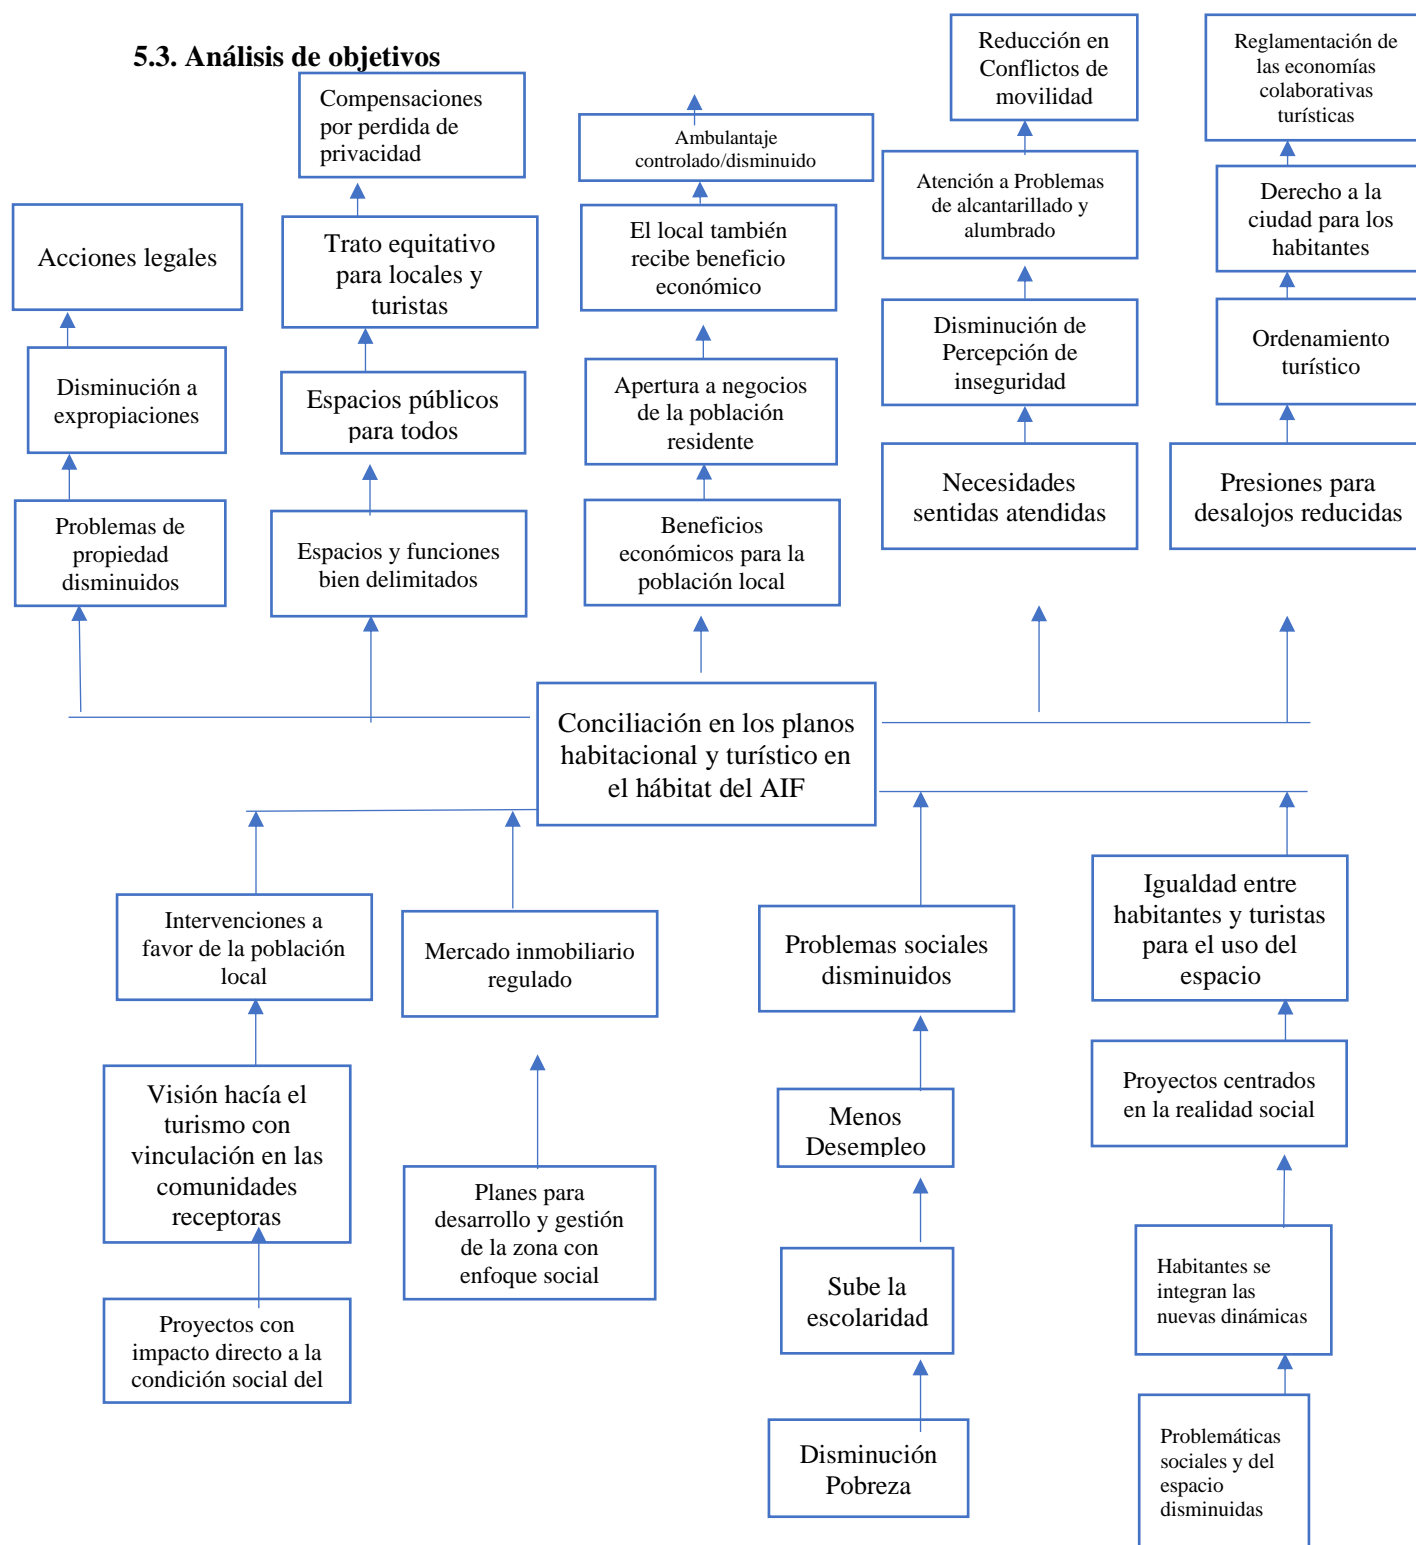 5.3. Análisis de objetivos
Reducción en
Conflictos de
movilidad
Reglamentación de
las economías
colaborativas
turísticas
Compensaciones
por perdida de
privacidad
Ambulantaje
controlado/disminuido
Atención a Problemas
de alcantarillado y
alumbrado
Derecho a la
ciudad para los
habitantes
Acciones legales
Trato equitativo
para locales y
turistas
El local también
recibe beneficio
económico
Disminución de
Percepción de
inseguridad
Ordenamiento
turístico
Disminución a
expropiaciones
Espacios públicos
para todos
Apertura a negocios
de la población
residente
Necesidades
sentidas atendidas
Presiones para
desalojos reducidas
Problemas de
propiedad
disminuidos
Espacios y funciones
bien delimitados
Beneficios
económicos para la
población local
Conciliación en los planos
habitacional y turístico en
el hábitat del AIF
Intervenciones a
favor de la población
local
Mercado inmobiliario
regulado
Problemas sociales
disminuidos
Igualdad entre
habitantes y turistas
para el uso del
espacio
Visión hacía el
turismo con
vinculación en las
comunidades
receptoras
Planes para
desarrollo y gestión
de la zona con
enfoque social
Menos
Desempleo
Proyectos centrados
en la realidad social
Proyectos con
impacto directo a la
condición social del
Sube la
escolaridad
Habitantes se
integran las
nuevas dinámicas
Disminución
Pobreza
Problemáticas
sociales y del
espacio
disminuidas